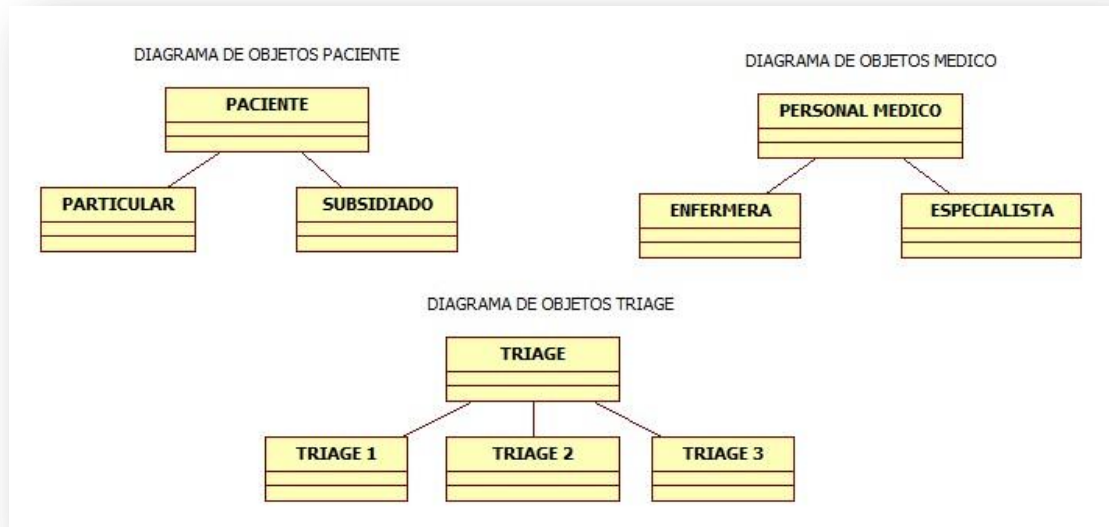 DIAGRAMA DE OBJETOS PACIENTE
PACIENTE
PARTICULAR
SUBSIDIADO
DIAGRAMA DE OBJETOS MEDICO
PERSONAL MEDICO
ENFERMERA
ESPECIALISTA
DIAGRAMA DE OBJETOS TRIAGE
TRIAGE
TRIAGE 1
TRIAGE 2
TRIAGE 3